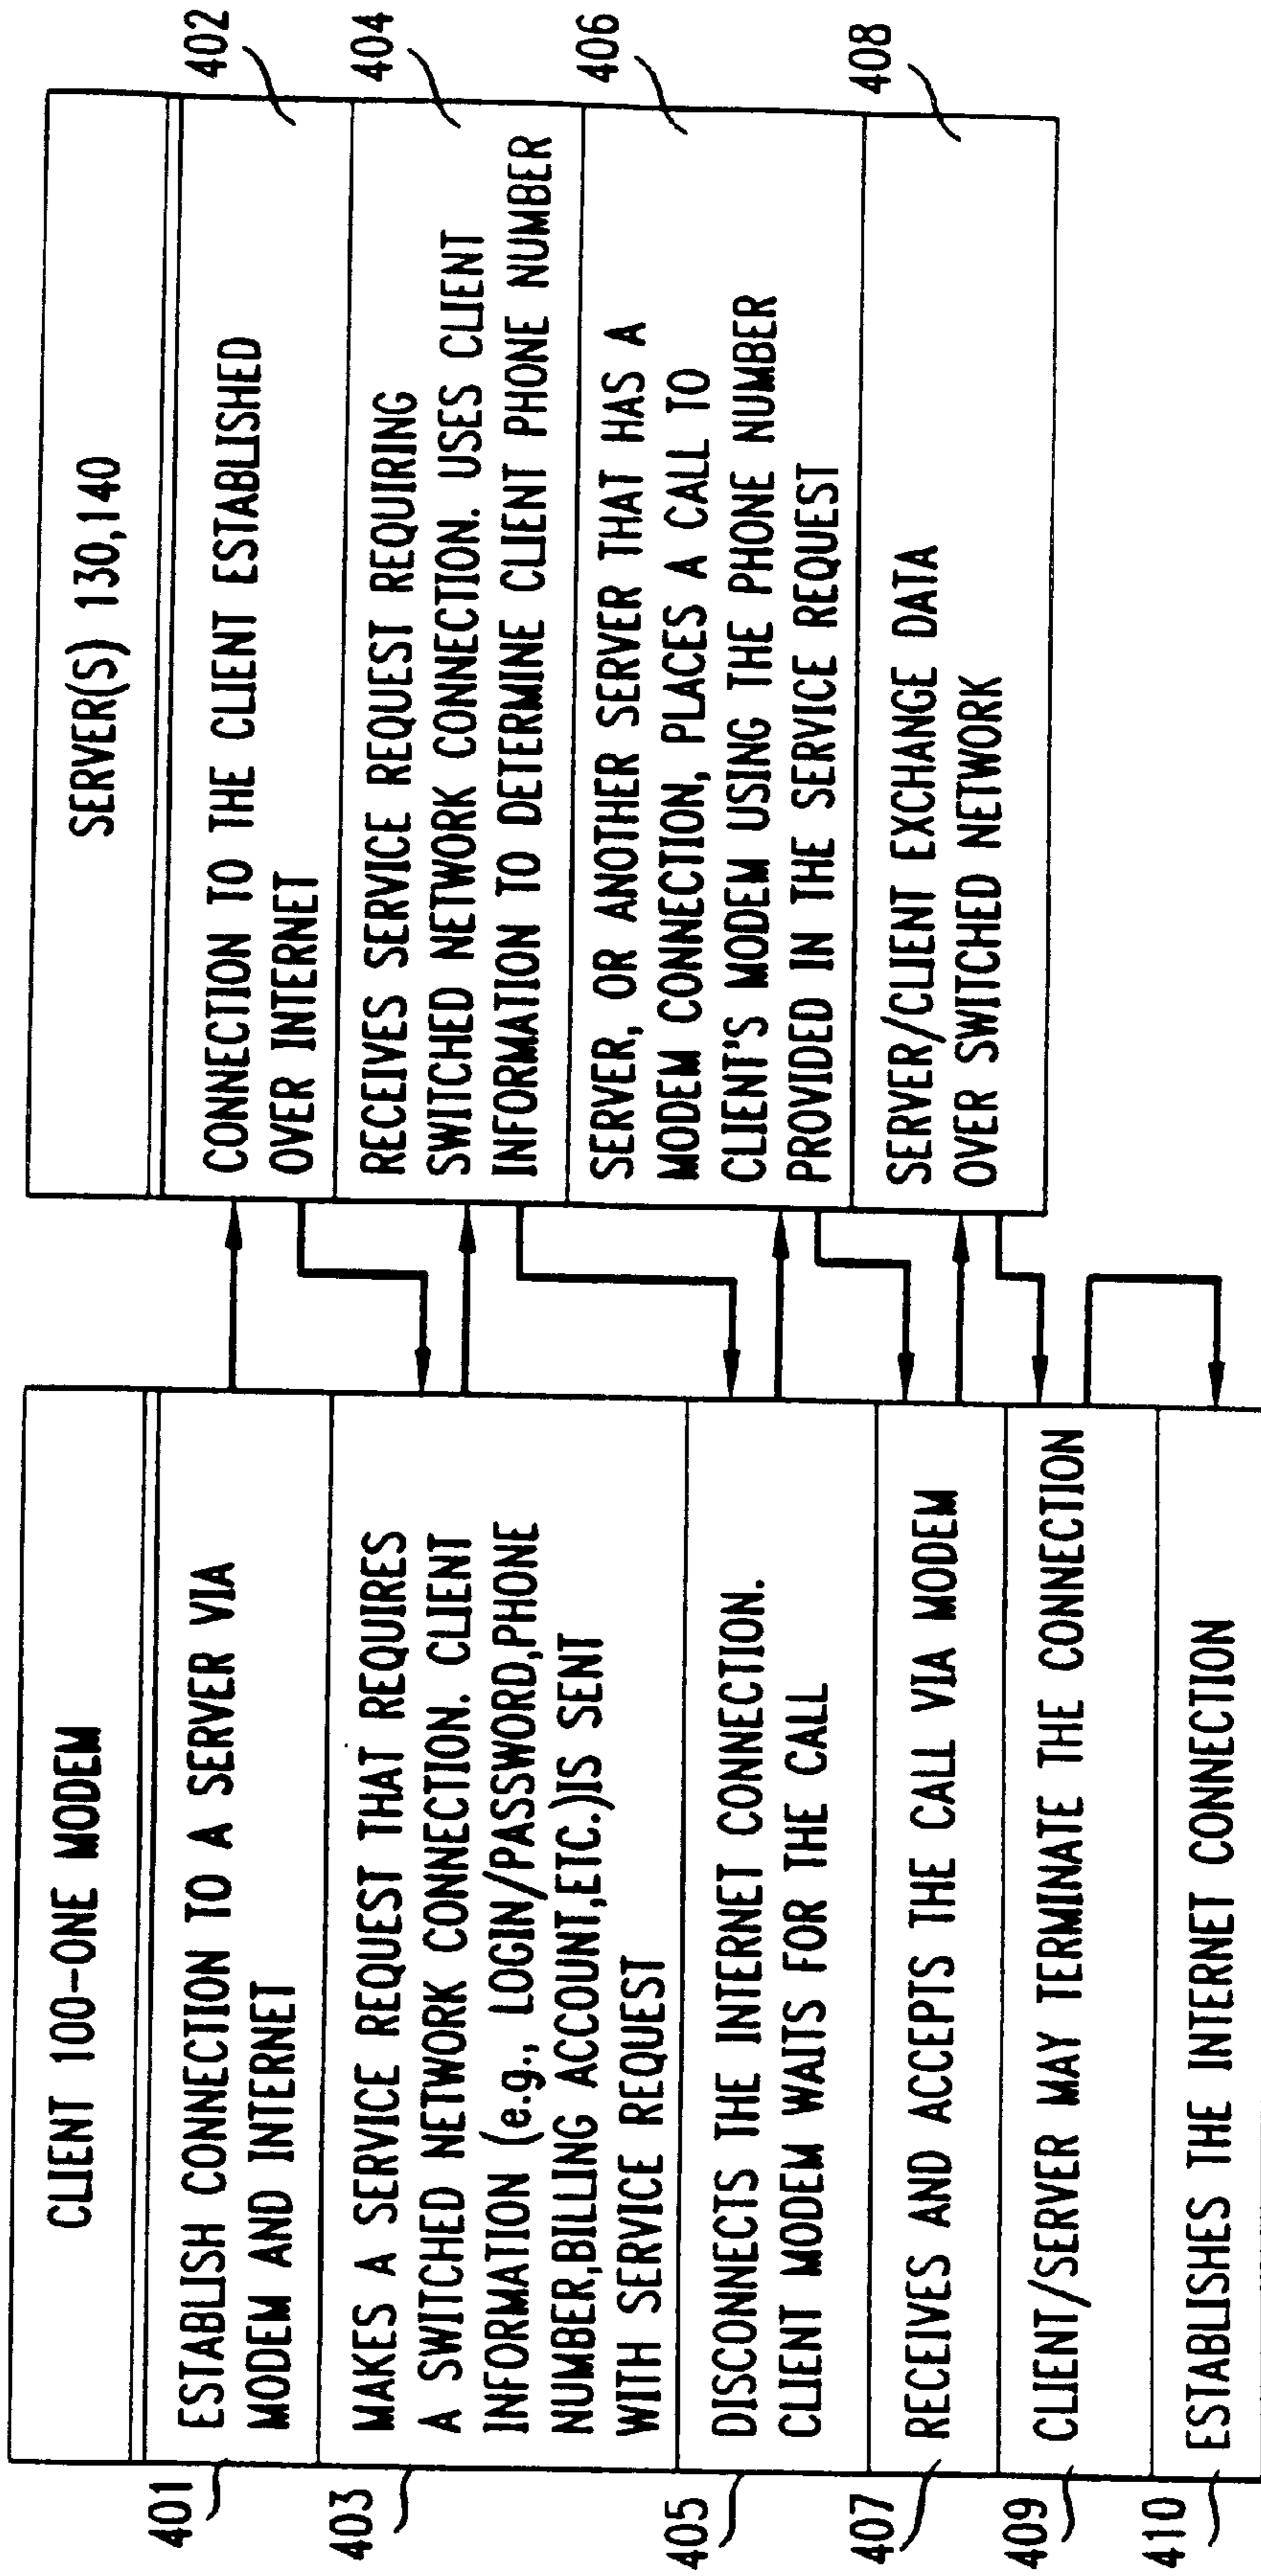 CLIENT 100-ONE MODEM
401
ESTABLISH CONNECTION TO A SERVER VIA
MODEM AND INTERNET
403
MAKES A SERVICE REQUEST THAT REQUIRES
A SWITCHED NETWORK CONNECTION. CLIENT
INFORMATION (e.g., LOGIN/PASSWORD,PHONE
NUMBER,BILLING ACCOUNT,ETC.)IS SENT
WITH SERVICE REQUEST
405
DISCONNECTS THE INTERNET CONNECTION.
CLIENT MODEM WAITS FOR THE CALL
407
RECEIVES AND ACCEPTS THE CALL VIA MODEM
409
CLIENT/SERVER MAY TERMINATE THE CONNECTION
410
ESTABLISHES THE INTERNET CONNECTION
SERVER(S) 130,140
CONNECTION TO THE CLIENT ESTABLISHED
OVER INTERNET
402
RECEIVES SERVICE REQUEST REQUIRING
SWITCHED NETWORK CONNECTION. USES CLIENT
INFORMATION TO DETERMINE CLIENT PHONE NUMBER
404
SERVER, OR ANOTHER SERVER THAT HAS A
MODEM CONNECTION, PLACES A CALL TO
CLIENT'S MODEM USING THE PHONE NUMBER
PROVIDED IN THE SERVICE REQUEST
406
SERVER/CLIENT EXCHANGE DATA
OVER SWITCHED NETWORK
408